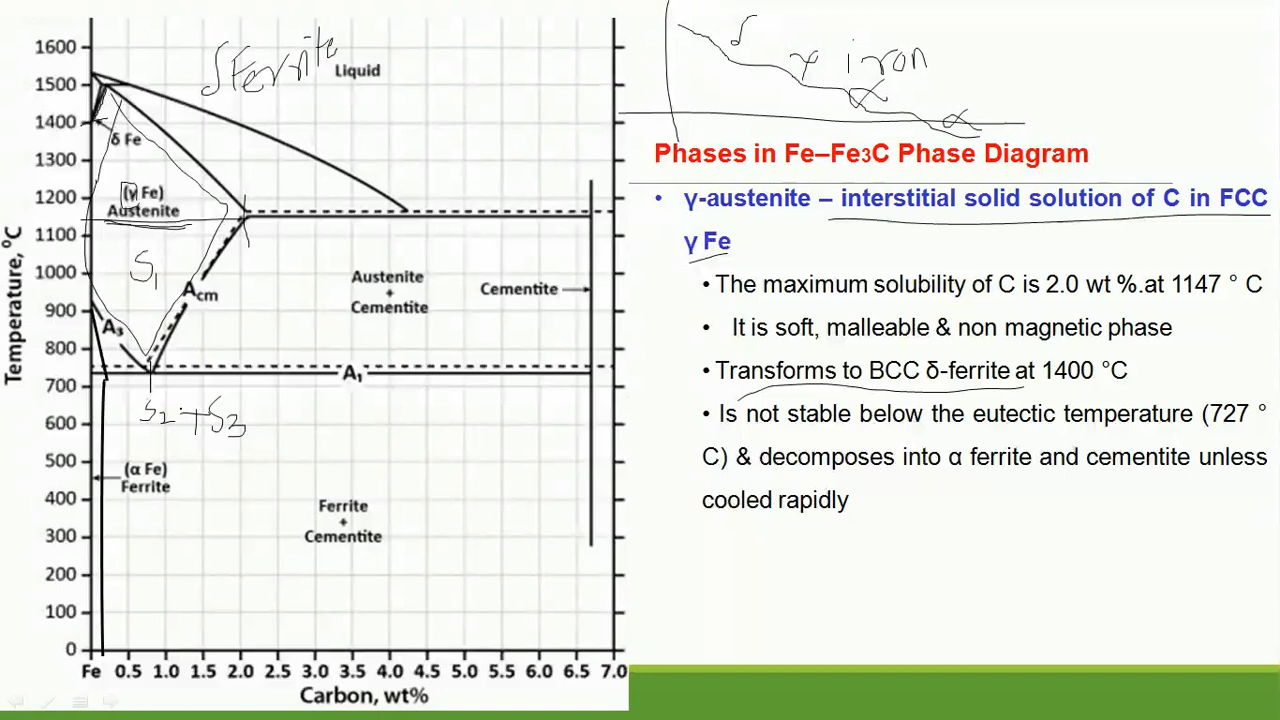 δ Ferrite
Liquid
1600
1500
1400
δ Fe
1300
1200
(γ Fe)
Austenite
1100
S1
1000
Acm
Austenite
+
Cementite
Cementite
900
A3
800
A1
700
S2 + S3
600
500
(α Fe)
Ferrite
400
Ferrite
+
Cementite
300
200
100
0
Temperature, °C
Fe 0.5 1.0 1.5 2.0 2.5 3.0 3.5 4.0 4.5 5.0 5.5 6.0 6.5 7.0
Carbon, wt%
δ
γ iron
α
α
Phases in Fe–Fe3C Phase Diagram
• γ-austenite – interstitial solid solution of C in FCC
γ Fe
• The maximum solubility of C is 2.0 wt %.at 1147 ° C
• It is soft, malleable & non magnetic phase
• Transforms to BCC δ-ferrite at 1400 °C
• Is not stable below the eutectic temperature (727 °
C) & decomposes into α ferrite and cementite unless
cooled rapidly